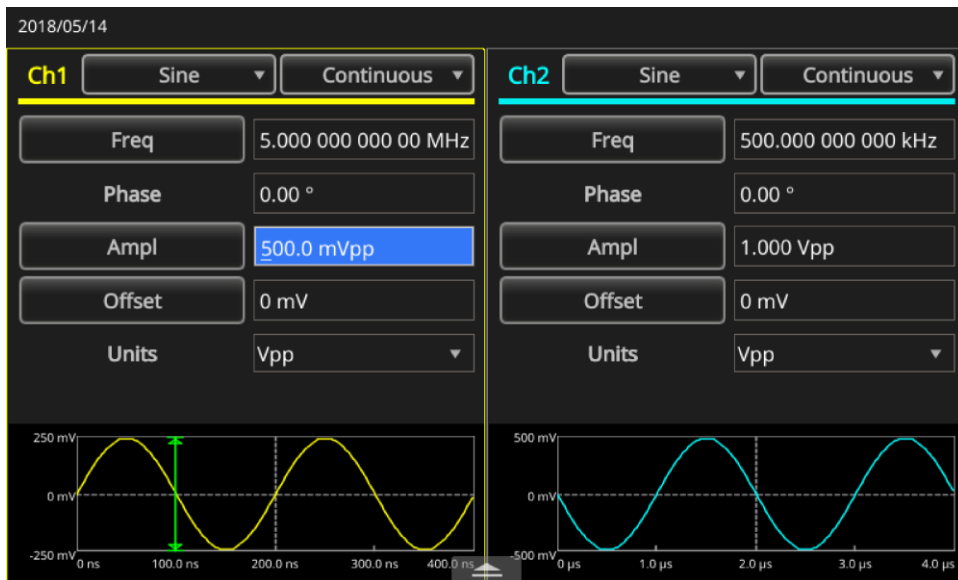 2018/05/14
Ch1 Sine Continuous
Freq 5.000 000 000 00 MHz
Phase 0.00 °
Ampl 500.0 mVpp
Offset 0 mV
Units Vpp
250 mV
0 mV
-250 mV
0 ns 100.0 ns 200.0 ns 300.0 ns 400.0 ns
Ch2 Sine Continuous
Freq 500.000 000 000 kHz
Phase 0.00 °
Ampl 1.000 Vpp
Offset 0 mV
Units Vpp
500 mV
0 mV
-500 mV
0 µs 1.0 µs 2.0 µs 3.0 µs 4.0 µs